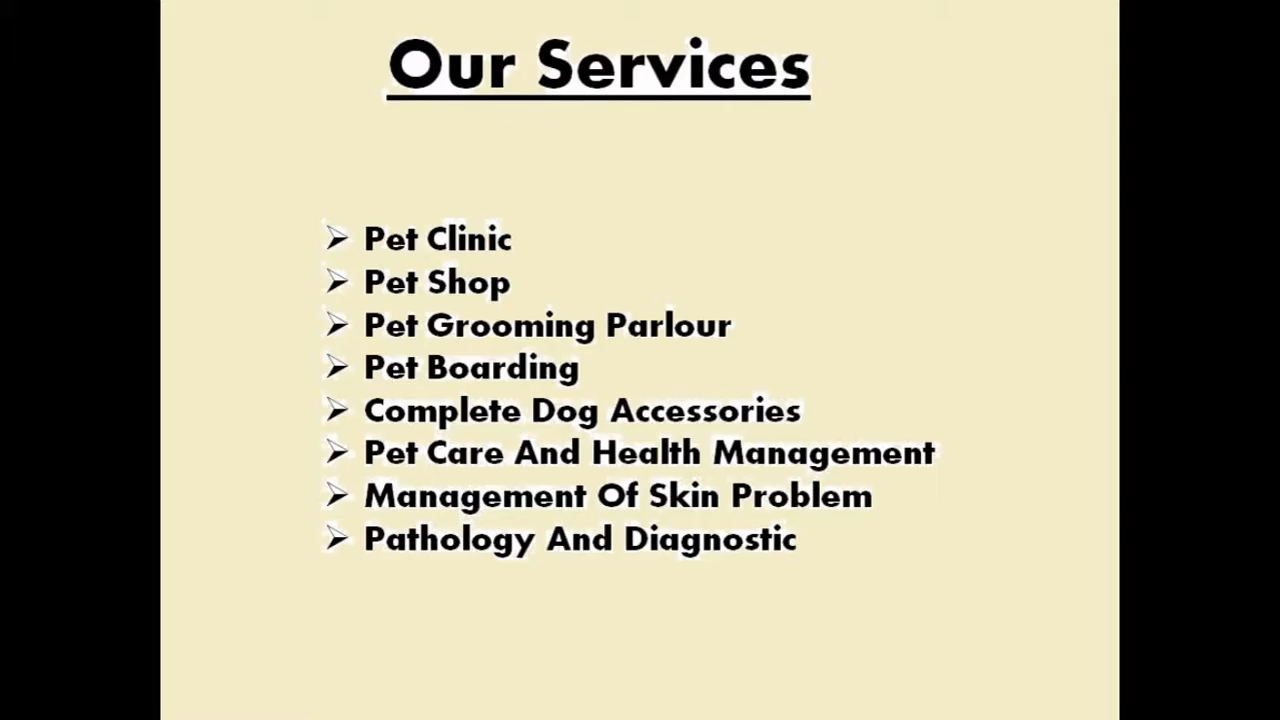 Our Services
➢ Pet Clinic
➢ Pet Shop
➢ Pet Grooming Parlour
➢ Pet Boarding
➢ Complete Dog Accessories
➢ Pet Care And Health Management
➢ Management Of Skin Problem
➢ Pathology And Diagnostic